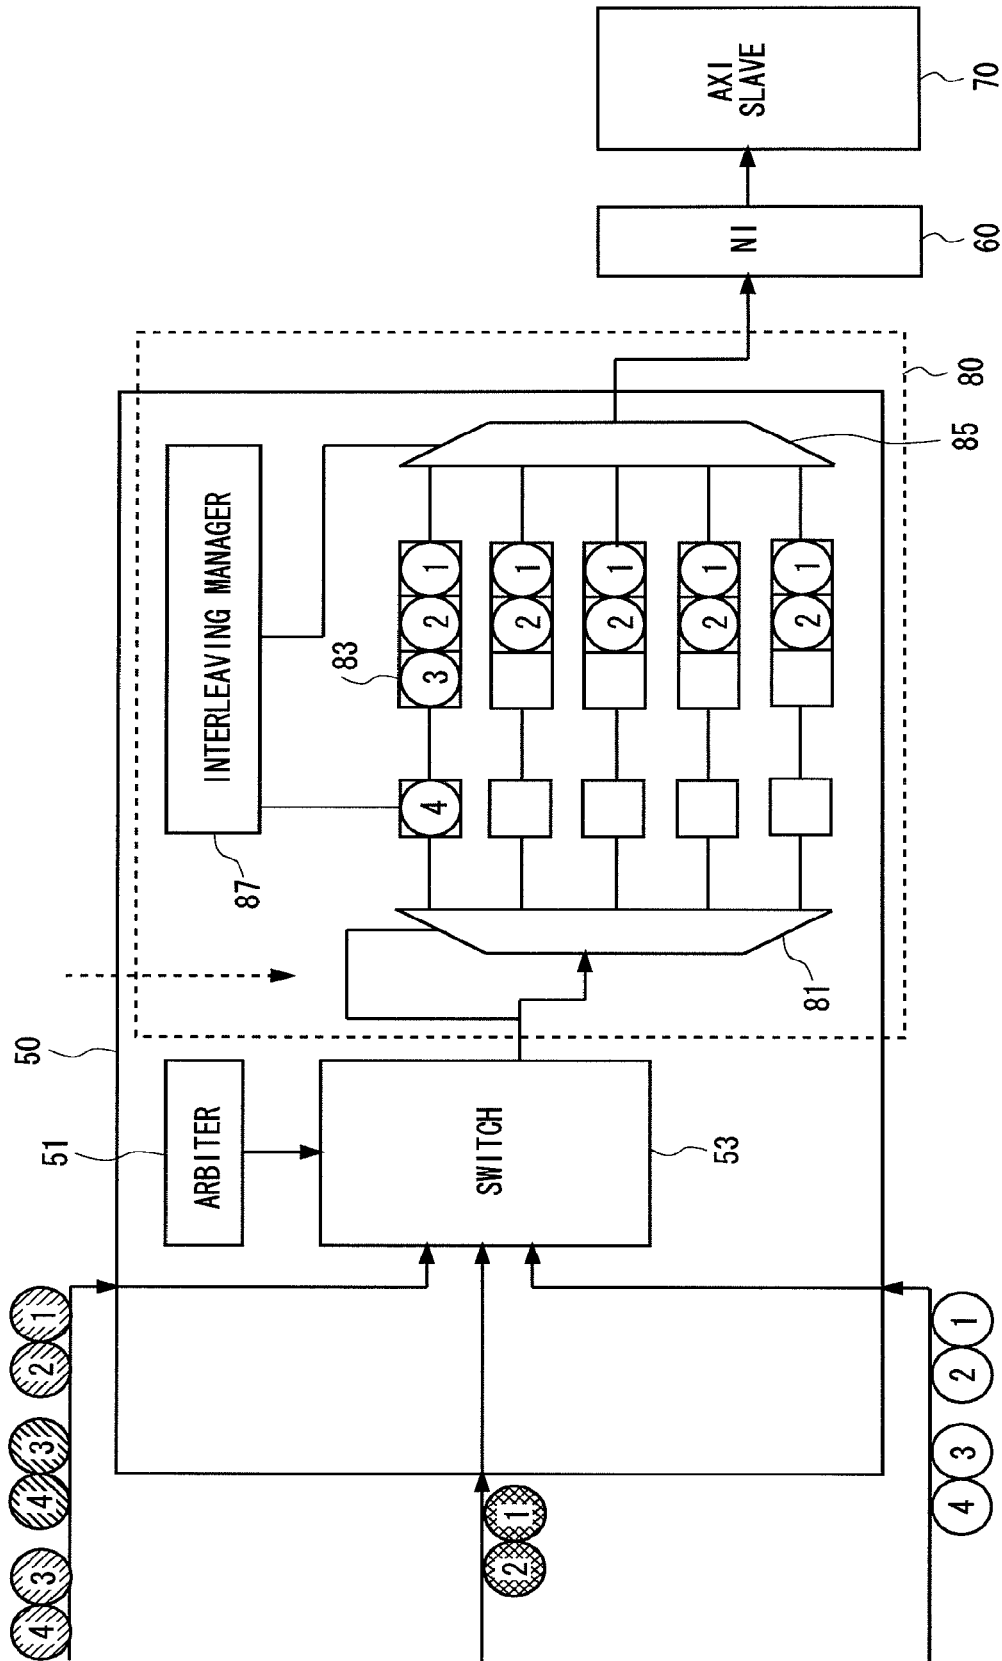 4 3 4 3 2 1
51
50
ARBITER
INTERLEAVING MANAGER
87
83
4 3 2 1
2 1
SWITCH
2 1
2 1
2 1
2 1
53
81
NI
AXI
SLAVE
4 3 2 1
85
80
60
70